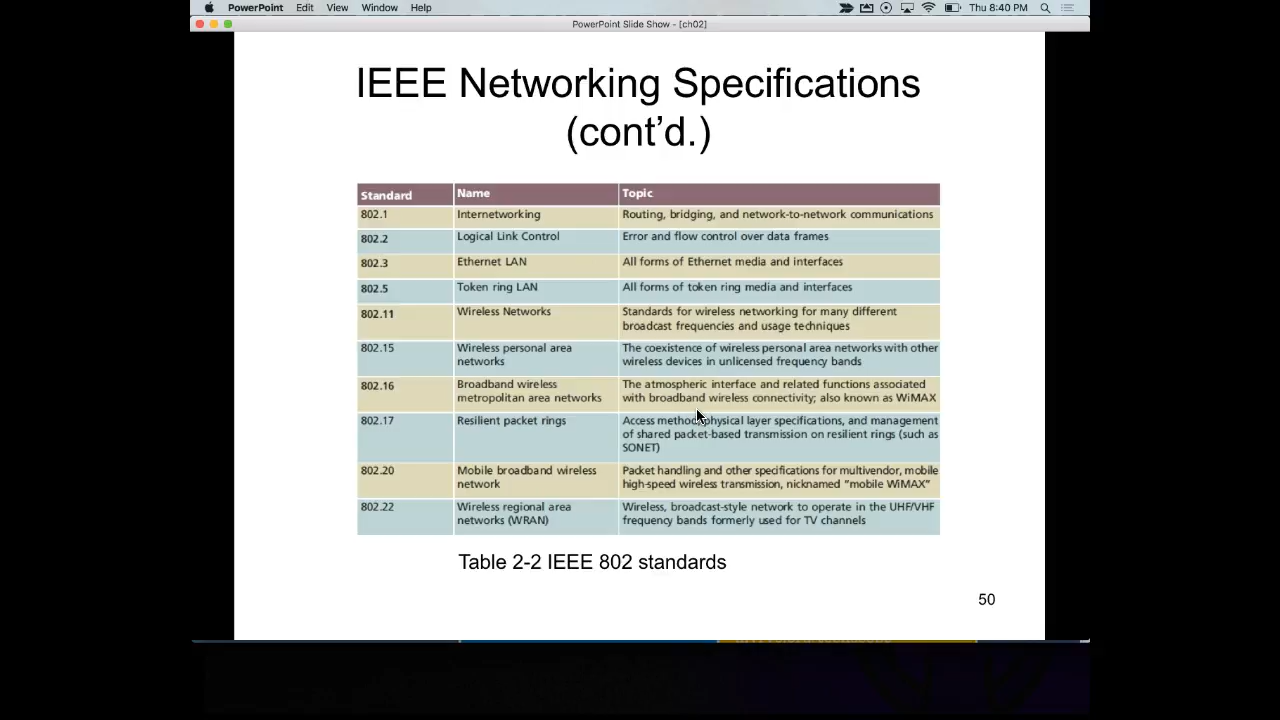 PowerPoint Edit View Window Help Thu 8:40 PM
PowerPoint Slide Show - [ch02]
IEEE Networking Specifications
(cont’d.)
Standard Name Topic
802.1 Internetworking Routing, bridging, and network-to-network communications
802.2 Logical Link Control Error and flow control over data frames
802.3 Ethernet LAN All forms of Ethernet media and interfaces
802.5 Token ring LAN All forms of token ring media and interfaces
802.11 Wireless Networks Standards for wireless networking for many different
broadcast frequencies and usage techniques
802.15 Wireless personal area The coexistence of wireless personal area networks with other
networks wireless devices in unlicensed frequency bands
802.16 Broadband wireless The atmospheric interface and related functions associated
metropolitan area networks with broadband wireless connectivity; also known as WiMAX
802.17 Resilient packet rings Access method, physical layer specifications, and management
of shared packet-based transmission on resilient rings (such as
SONET)
802.20 Mobile broadband wireless Packet handling and other specifications for multivendor, mobile
network high-speed wireless transmission, nicknamed “mobile WiMAX”
802.22 Wireless regional area Wireless, broadcast-style network to operate in the UHF/VHF
networks (WRAN) frequency bands formerly used for TV channels
Table 2-2 IEEE 802 standards
50